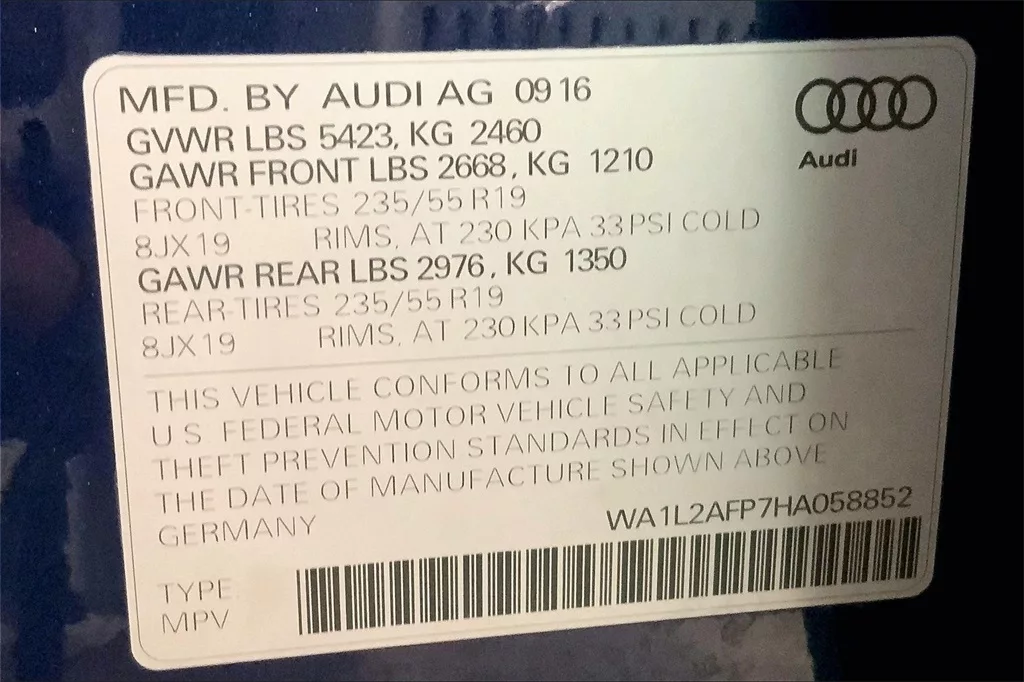 MFD. BY AUDI AG 0916
Audi
GVWR LBS 5423, KG 2460
GAWR FRONT LBS 2668, KG 1210
FRONT-TIRES 235/55 R19
8JX19 RIMS, AT 230 KPA 33 PSI COLD
GAWR REAR LBS 2976, KG 1350
REAR-TIRES 235/55 R19
8JX19 RIMS, AT 230 KPA 33 PSI COLD
THIS VEHICLE CONFORMS TO ALL APPLICABLE
U S FEDERAL MOTOR VEHICLE SAFETY AND
THEFT PREVENTION STANDARDS IN EFFECT ON
THE DATE OF MANUFACTURE SHOWN ABOVE
GERMANY WA1L2AFP7HA058852
TYPE
MPV